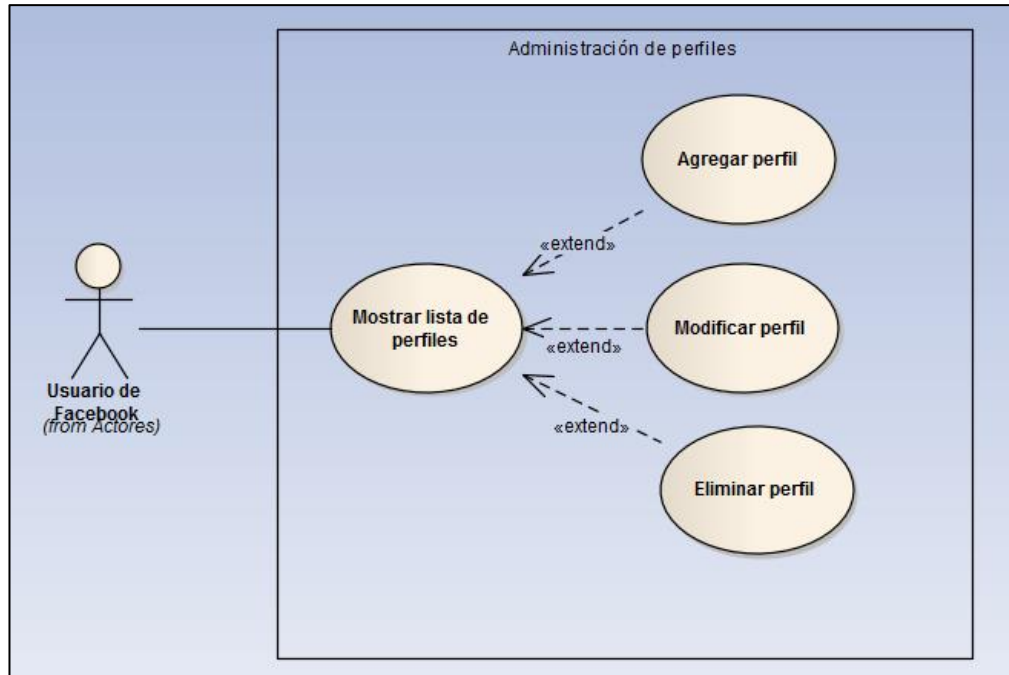 Administración de perfiles
Agregar perfil
«extend»
Mostrar lista de
perfiles
Modificar perfil
«extend»
Usuario de
Facebook
(from Actores)
«extend»
Eliminar perfil